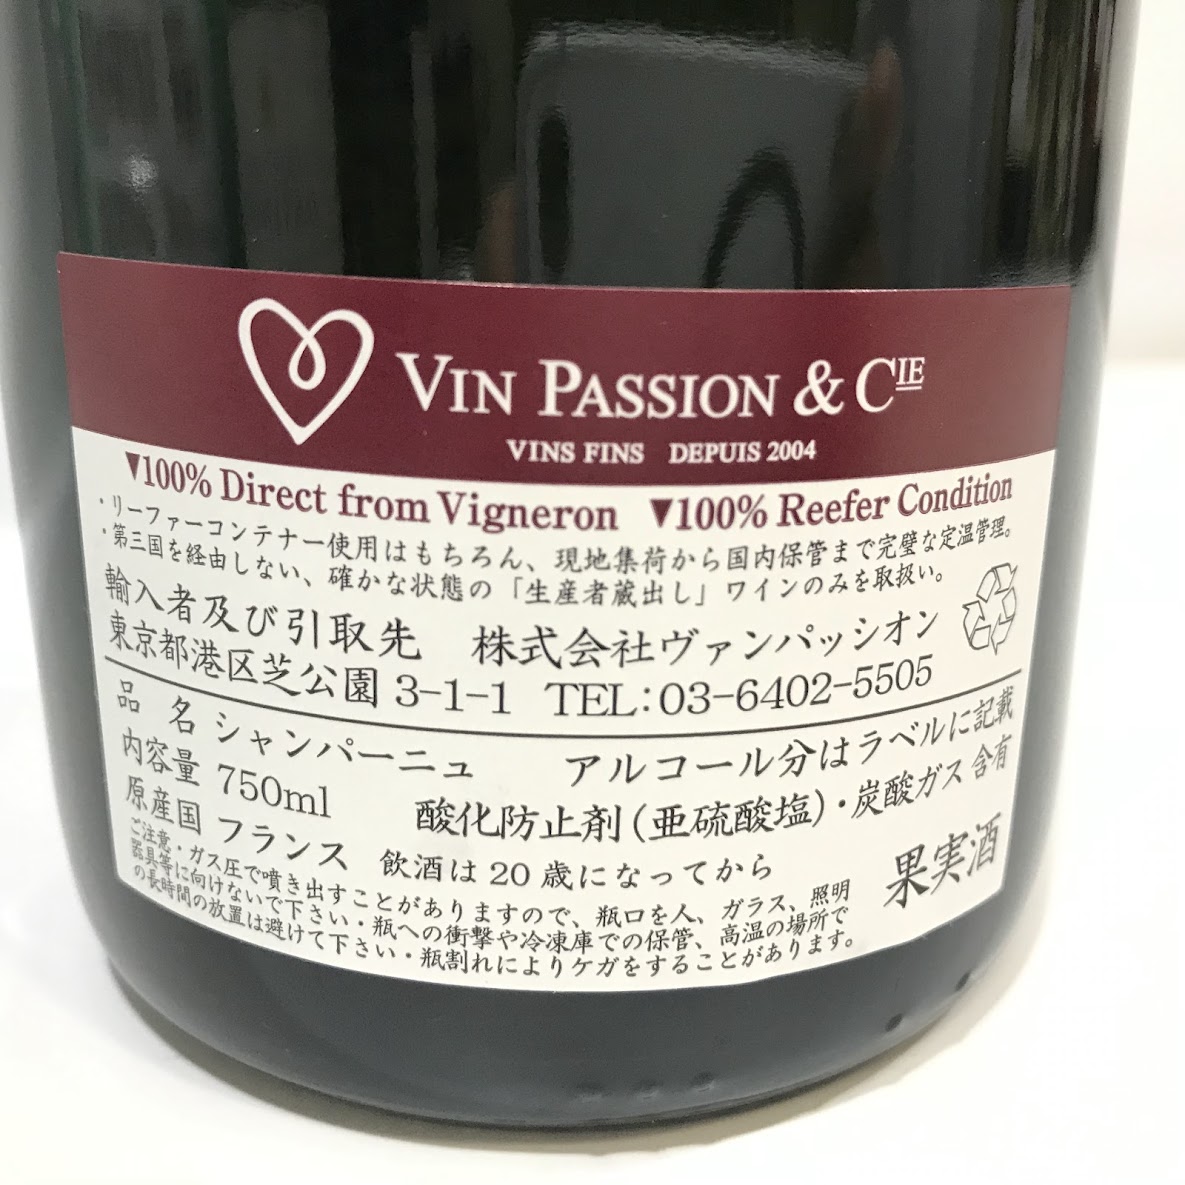 VIN PASSION & CIE
VINS FINS DEPUIS 2004
▼100% Direct from Vigneron ▼100% Reefer Condition
・リーファーコンテナー使用はもちろん、現地集荷から国内保管まで完璧な定温管理。
・第三国を経由しない、確かな状態の「生産者蔵出し」ワインのみを取扱い。
輸入者及び引取先 株式会社ヴァンパッシオン
東京都港区芝公園 3-1-1 TEL:03-6402-5505
品 名 シャンパーニュ アルコール分はラベルに記載
内容量 750ml 酸化防止剤(亜硫酸塩)・炭酸ガス含有
原産国 フランス 飲酒は20歳になってから 果実酒
ご注意・ガス圧で噴き出すことがありますので、瓶口を人、ガラス、照明
器具等に向けないで下さい・瓶への衝撃や冷凍庫での保管、高温の場所で
の長時間の放置は避けて下さい・瓶割れによりケガをすることがあります。